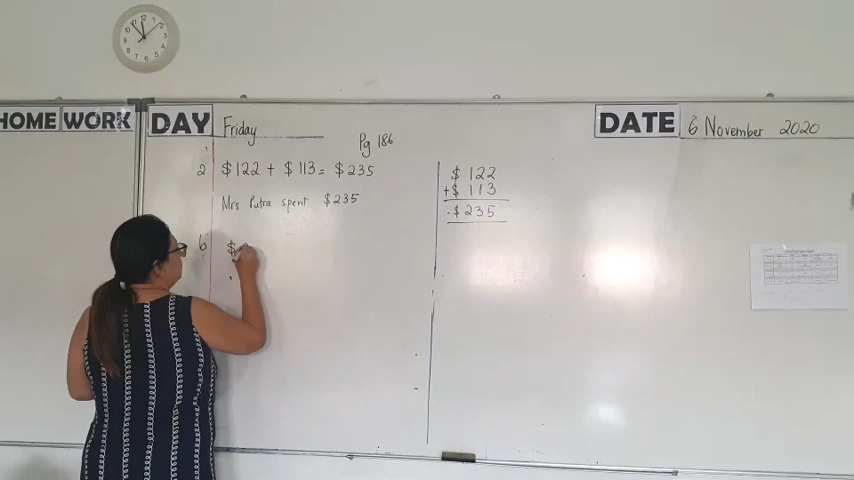 HOME WORK
DAY Friday
DATE 6 November 2020
Pg 186
2 $122 + $113 = $235
Mrs Putra spent $235
6 $
$ 122
+$ 113
$ 235